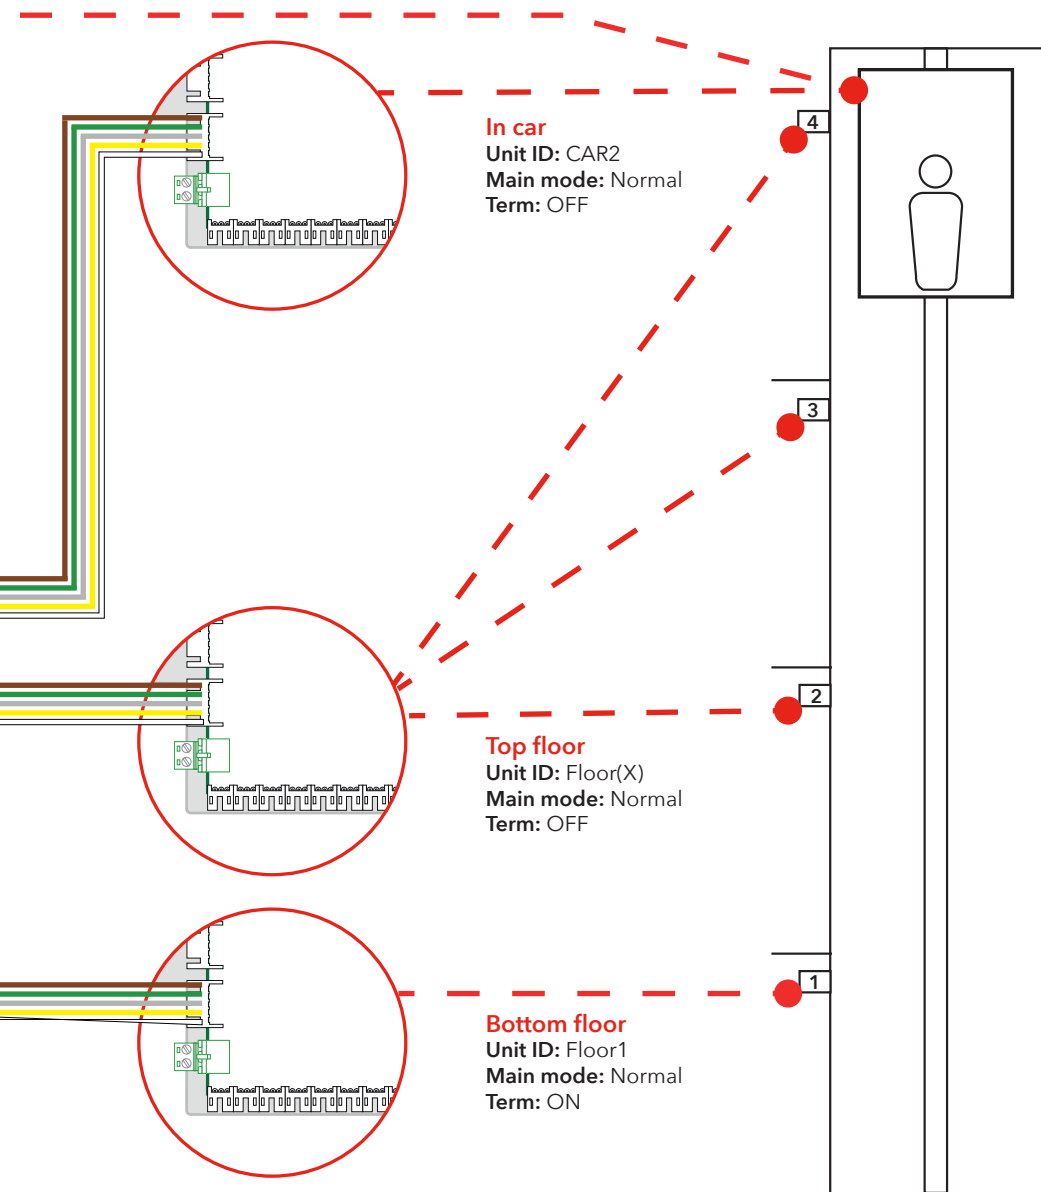 In car
Unit ID: CAR2
Main mode: Normal
Term: OFF
4
3
2
Top floor
Unit ID: Floor(X)
Main mode: Normal
Term: OFF
1
Bottom floor
Unit ID: Floor1
Main mode: Normal
Term: ON